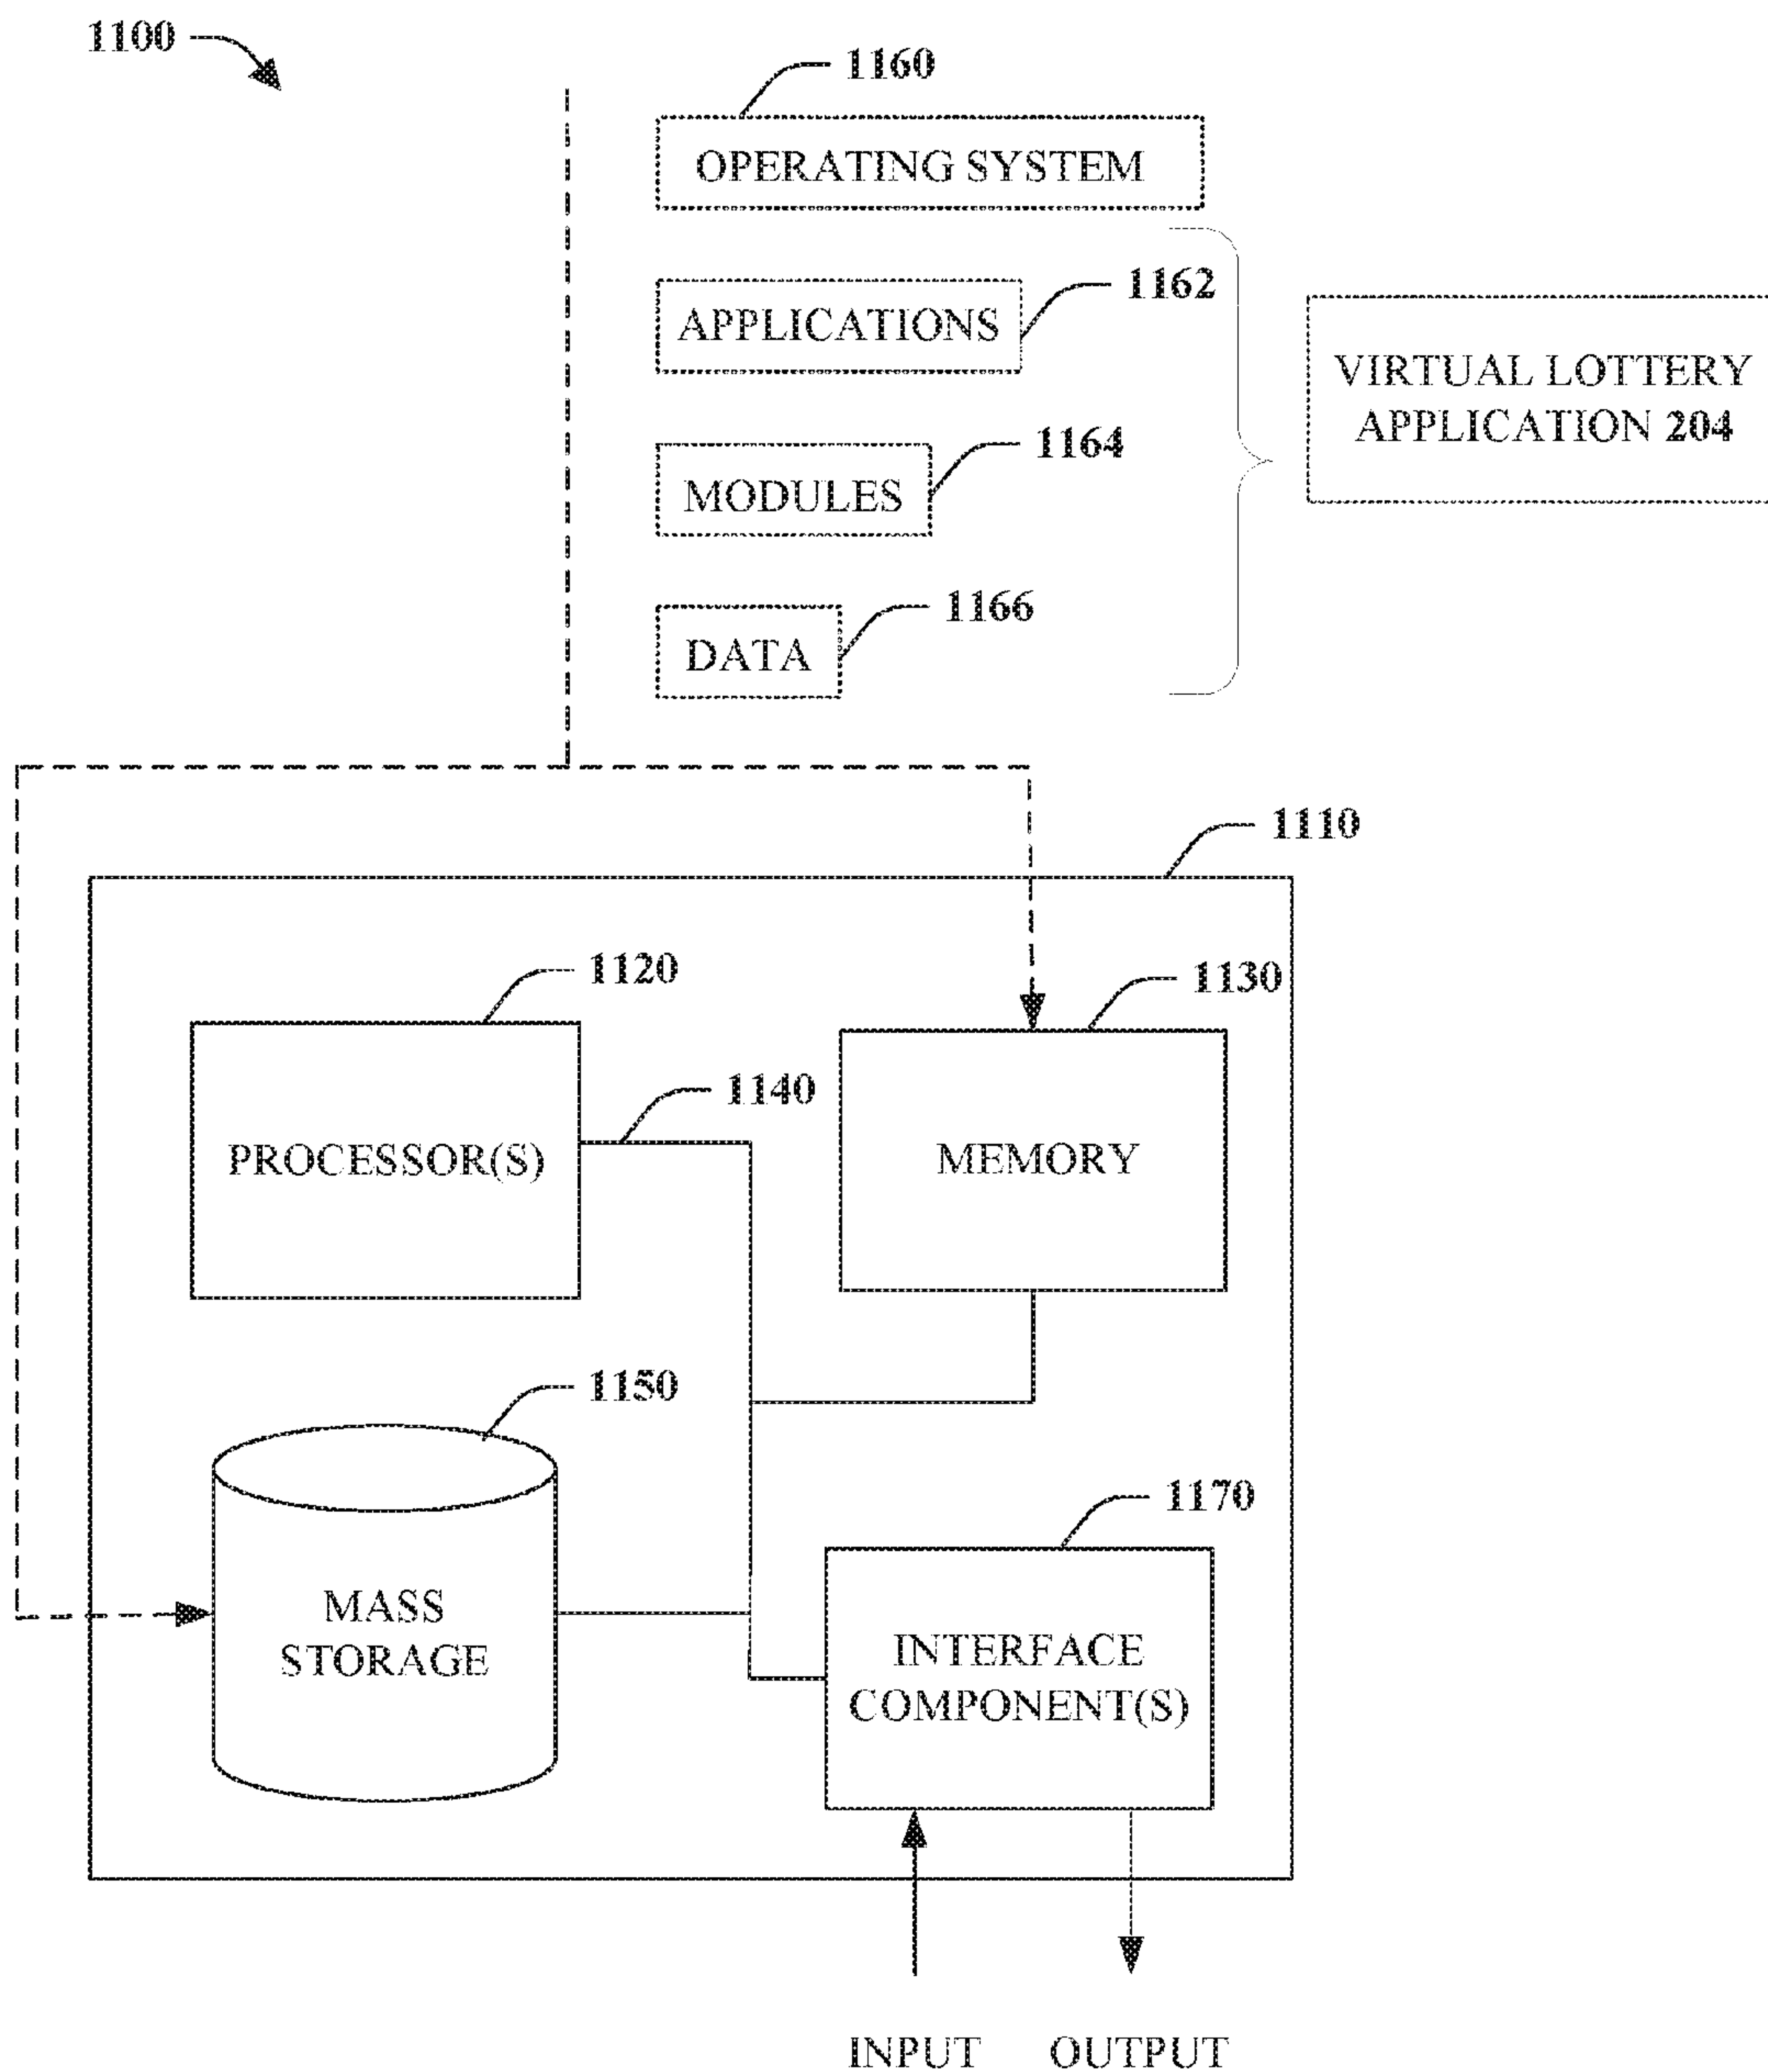 1100
1160
OPERATING SYSTEM
1162
APPLICATIONS
VIRTUAL LOTTERY
APPLICATION 204
1164
MODULES
1166
DATA
1110
1120
1130
1140
PROCESSOR(S)
MEMORY
1150
1170
MASS
STORAGE
INTERFACE
COMPONENT(S)
INPUT
OUTPUT